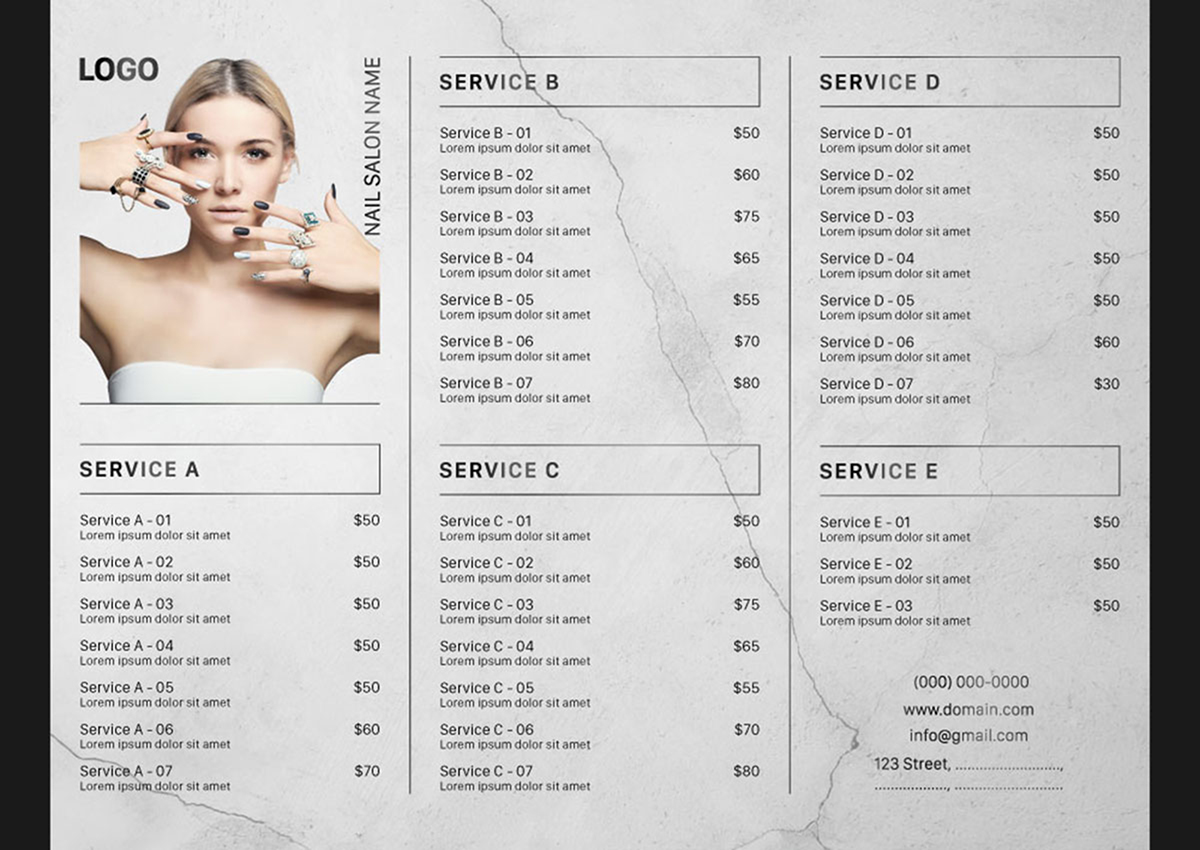 LOGO
NAIL SALON NAME
SERVICE A
Service A - 01 $50
Lorem ipsum dolor sit amet
Service A - 02 $50
Lorem ipsum dolor sit amet
Service A - 03 $50
Lorem ipsum dolor sit amet
Service A - 04 $50
Lorem ipsum dolor sit amet
Service A - 05 $50
Lorem ipsum dolor sit amet
Service A - 06 $60
Lorem ipsum dolor sit amet
Service A - 07 $70
Lorem ipsum dolor sit amet
SERVICE B
Service B - 01 $50
Lorem ipsum dolor sit amet
Service B - 02 $60
Lorem ipsum dolor sit amet
Service B - 03 $75
Lorem ipsum dolor sit amet
Service B - 04 $65
Lorem ipsum dolor sit amet
Service B - 05 $55
Lorem ipsum dolor sit amet
Service B - 06 $70
Lorem ipsum dolor sit amet
Service B - 07 $80
Lorem ipsum dolor sit amet
SERVICE C
Service C - 01 $50
Lorem ipsum dolor sit amet
Service C - 02 $60
Lorem ipsum dolor sit amet
Service C - 03 $75
Lorem ipsum dolor sit amet
Service C - 04 $65
Lorem ipsum dolor sit amet
Service C - 05 $55
Lorem ipsum dolor sit amet
Service C - 06 $70
Lorem ipsum dolor sit amet
Service C - 07 $80
Lorem ipsum dolor sit amet
SERVICE D
Service D - 01 $50
Lorem ipsum dolor sit amet
Service D - 02 $50
Lorem ipsum dolor sit amet
Service D - 03 $50
Lorem ipsum dolor sit amet
Service D - 04 $50
Lorem ipsum dolor sit amet
Service D - 05 $50
Lorem ipsum dolor sit amet
Service D - 06 $60
Lorem ipsum dolor sit amet
Service D - 07 $30
Lorem ipsum dolor sit amet
SERVICE E
Service E - 01 $50
Lorem ipsum dolor sit amet
Service E - 02 $50
Lorem ipsum dolor sit amet
Service E - 03 $50
Lorem ipsum dolor sit amet
(000) 000-0000
www.domain.com
info@gmail.com
123 Street, ..........................,
.................., ..........................